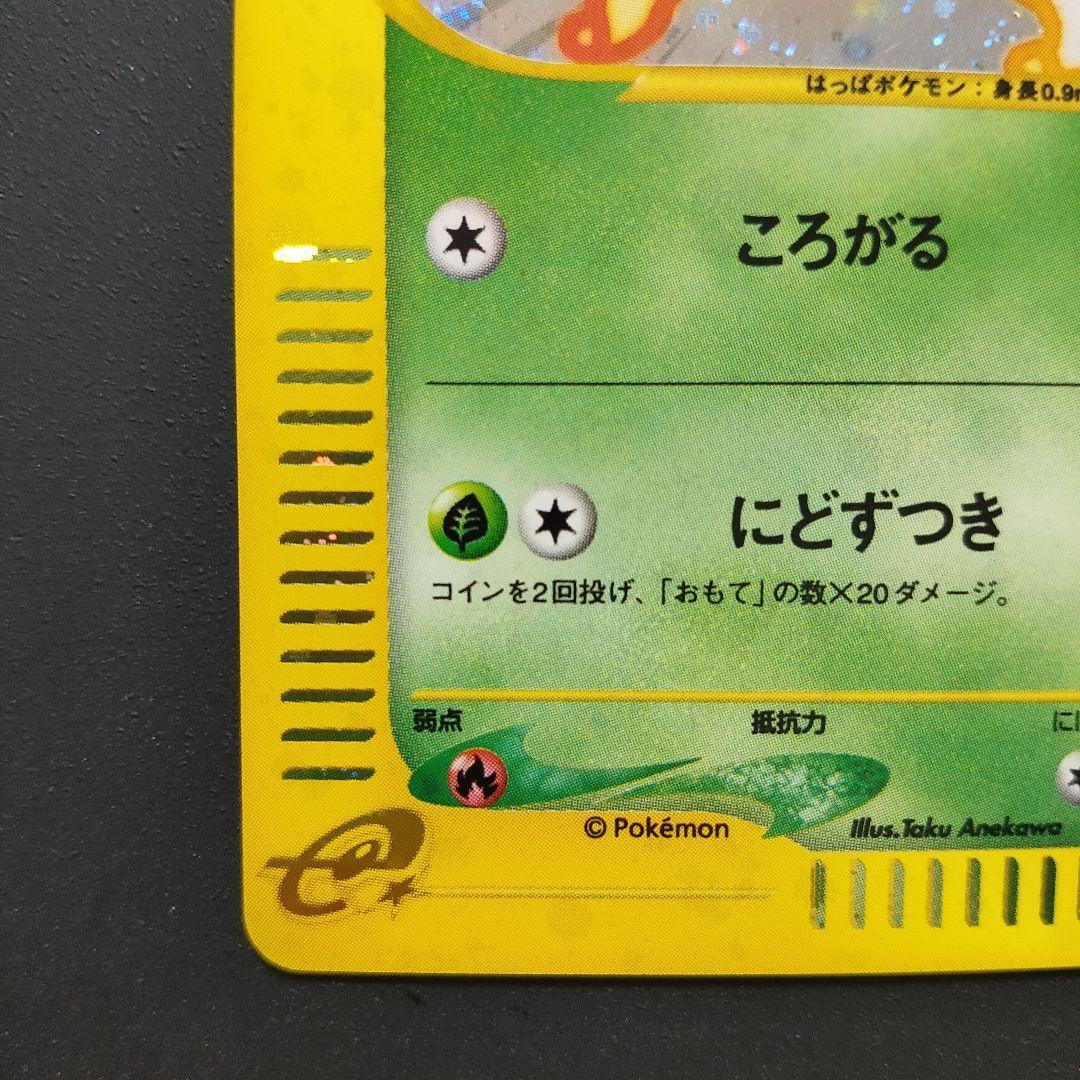 はっぱポケモン：身長0.9m
ころがる
にどずつき
コインを2回投げ、「おもて」の数×20ダメージ。
弱点 抵抗力 に
© Pokémon Illus.Taku Anekawa
e